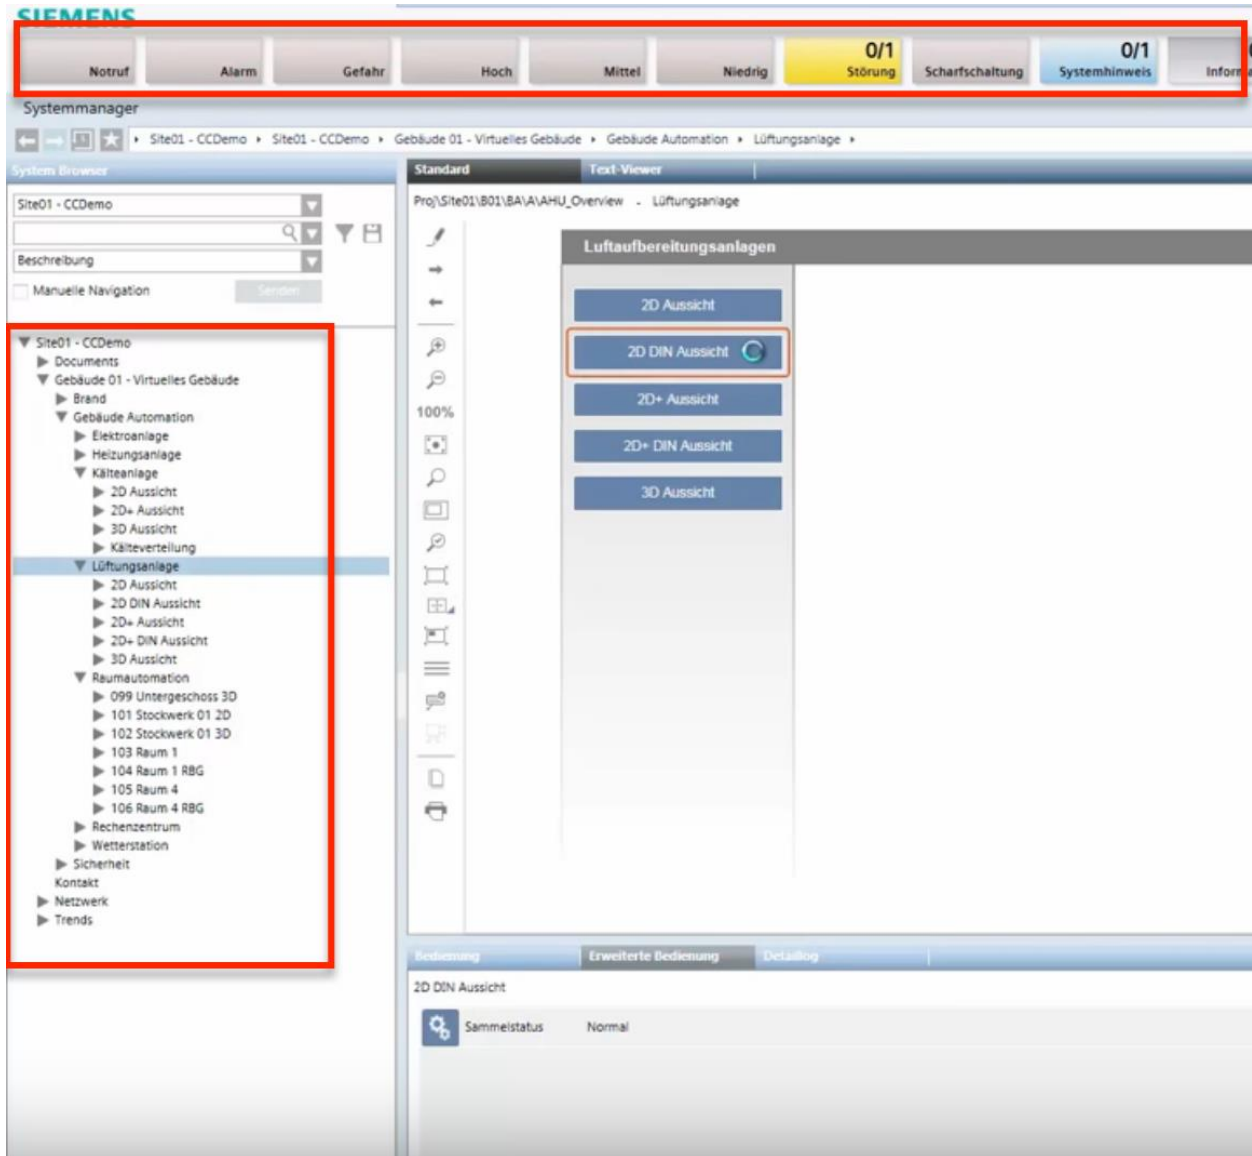 SIEMENS
Notruf
Alarm
Gefahr
Hoch
Mittel
Niedrig
0/1
Störung
Scharfschaltung
0/1
Systemhinweis
Systemmanager
Site01 - CCDemo
Site01 - CCDemo
Gebäude 01 - Virtuelles Gebäude
Gebäude Automation
Lüftungsanlage
System Browser
Standard
Text-Viewer
Site01 - CCDemo
Proj\Site01\B01\BA\A\AHU_Overview - Lüftungsanlage
Beschreibung
Manuelle Navigation
Senden
Luftaufbereitungsanlagen
2D Aussicht
2D DIN Aussicht
2D+ Aussicht
2D+ DIN Aussicht
3D Aussicht
100%
Site01 - CCDemo
Documents
Gebäude 01 - Virtuelles Gebäude
Brand
Gebäude Automation
Elektroanlage
Heizungsanlage
Kälteanlage
2D Aussicht
2D+ Aussicht
3D Aussicht
Kälteverteilung
Lüftungsanlage
2D Aussicht
2D DIN Aussicht
2D+ Aussicht
2D+ DIN Aussicht
3D Aussicht
Raumautomation
099 Untergeschoss 3D
101 Stockwerk 01 2D
102 Stockwerk 01 3D
103 Raum 1
104 Raum 1 RBG
105 Raum 4
106 Raum 4 RBG
Rechenzentrum
Wetterstation
Sicherheit
Kontakt
Netzwerk
Trends
Bedienung
Erweiterte Bedienung
Detaillog
2D DIN Aussicht
Sammelstatus
Normal